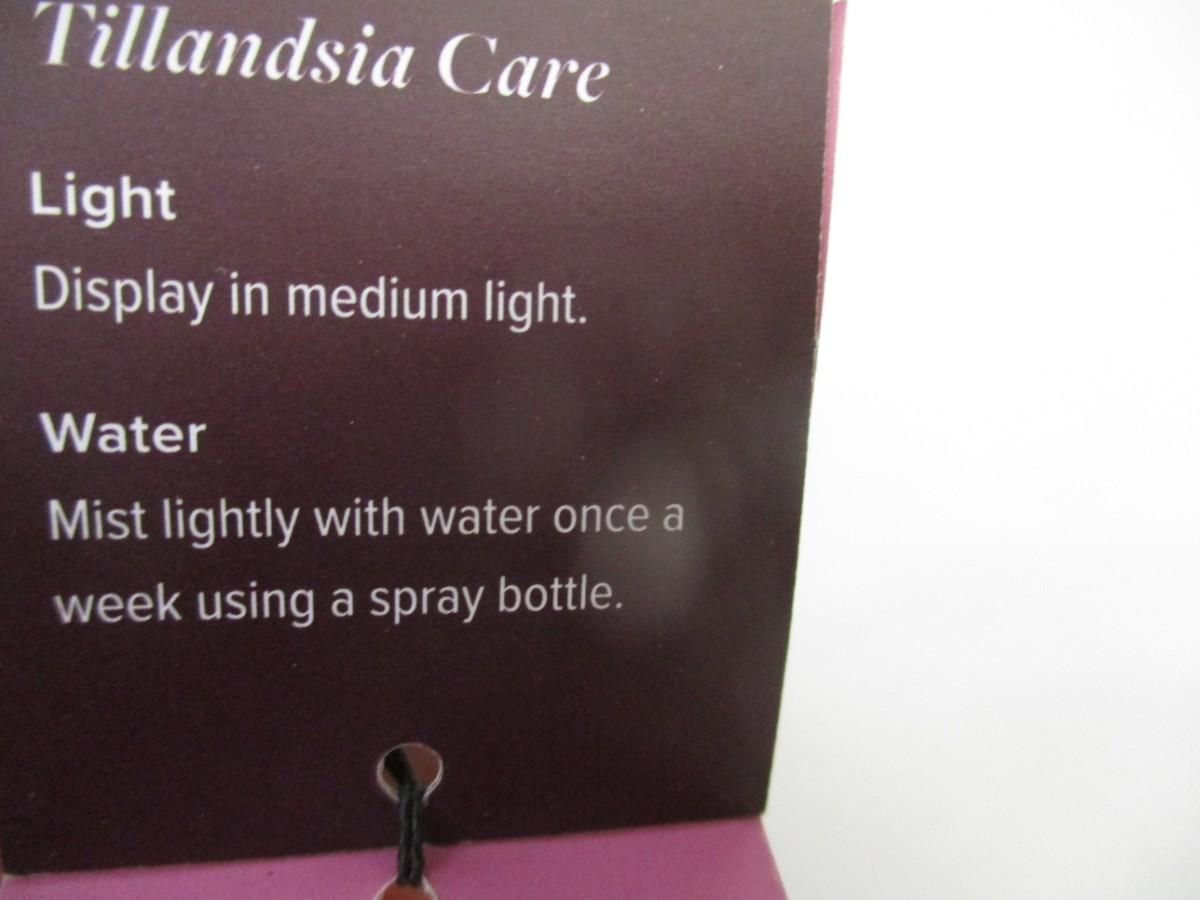 Tillandsia Care
Light
Display in medium light.
Water
Mist lightly with water once a
week using a spray bottle.